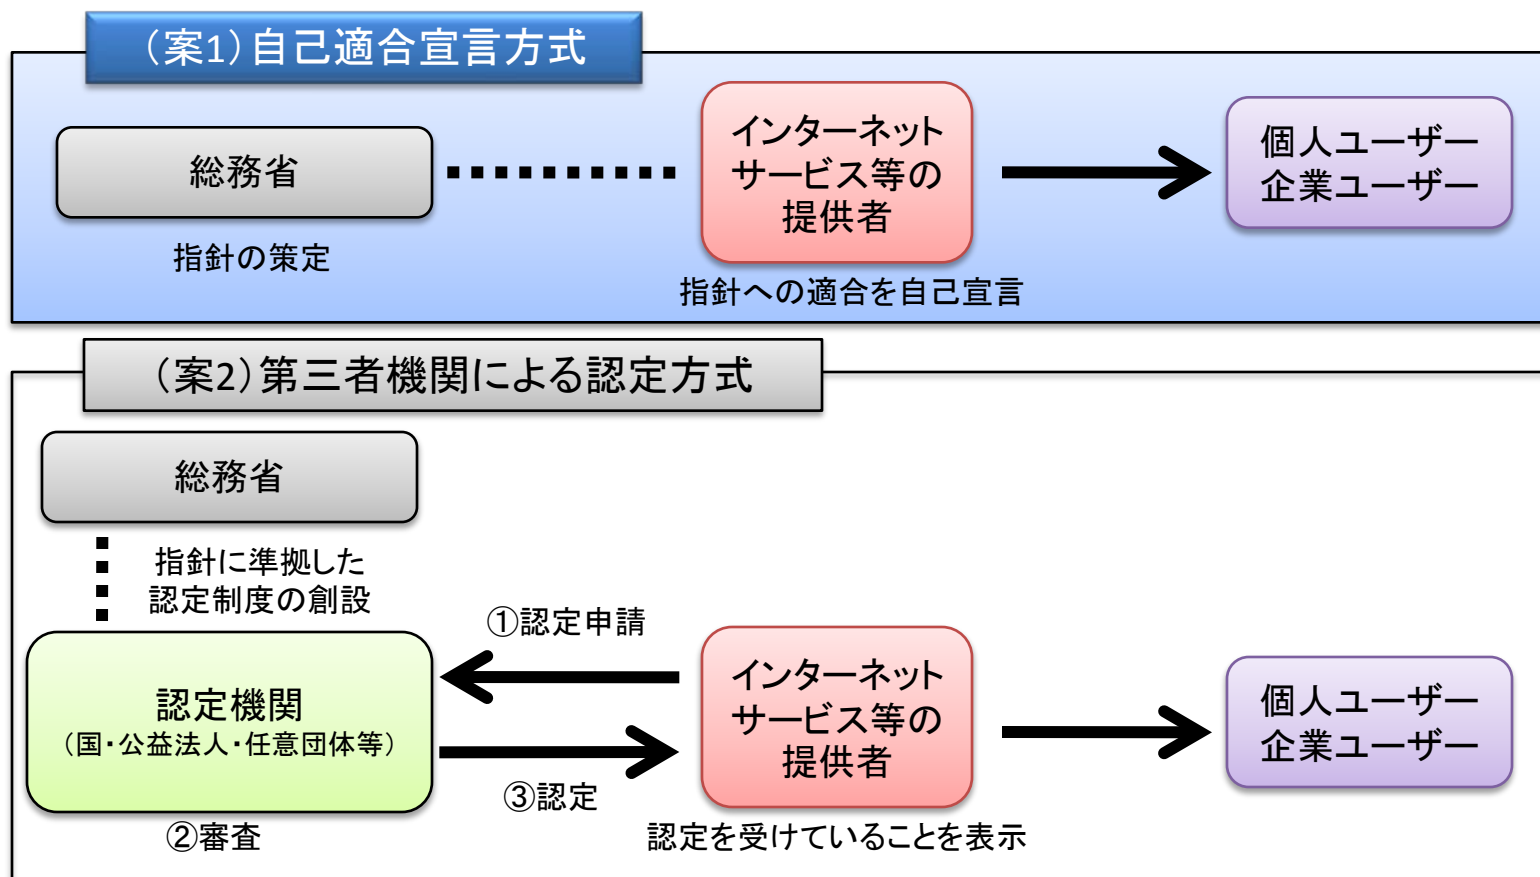 （案1）自己適合宣言方式
総務省
指針の策定
インターネット
サービス等の
提供者
指針への適合を自己宣言
個人ユーザー
企業ユーザー
（案2）第三者機関による認定方式
総務省
指針に準拠した
認定制度の創設
認定機関
（国・公益法人・任意団体等）
②審査
①認定申請
③認定
インターネット
サービス等の
提供者
認定を受けていることを表示
個人ユーザー
企業ユーザー